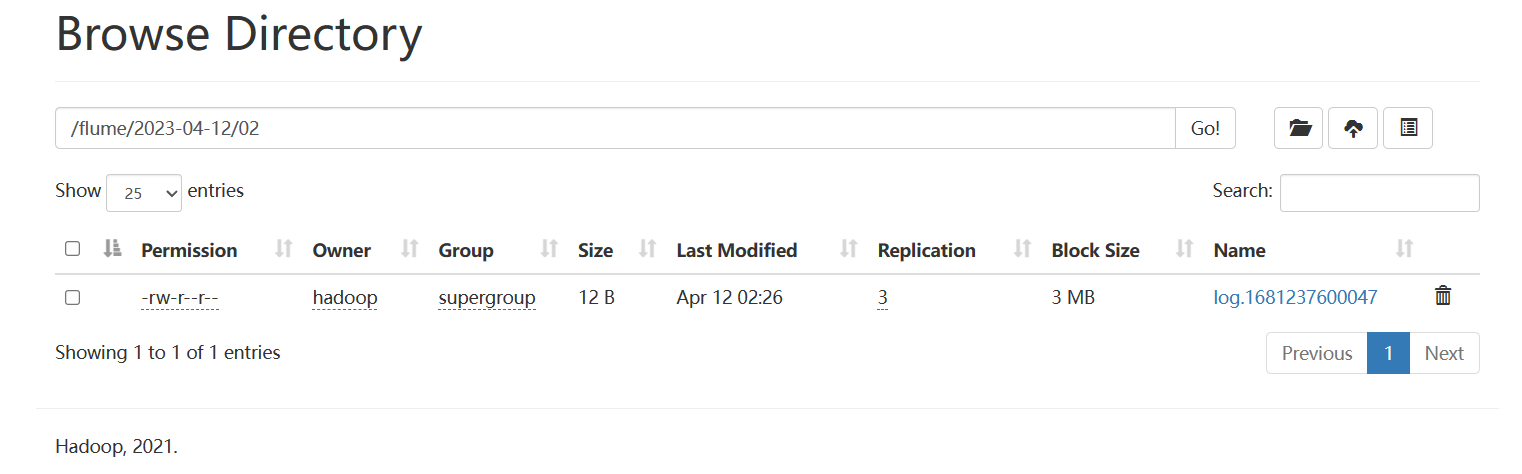 Browse Directory
/flume/2023-04-12/02 Go!
Show 25 entries Search:
Permission Owner Group Size Last Modified Replication Block Size Name
-rw-r--r-- hadoop supergroup 12 B Apr 12 02:26 3 3 MB log.1681237600047
Showing 1 to 1 of 1 entries Previous 1 Next
Hadoop, 2021.